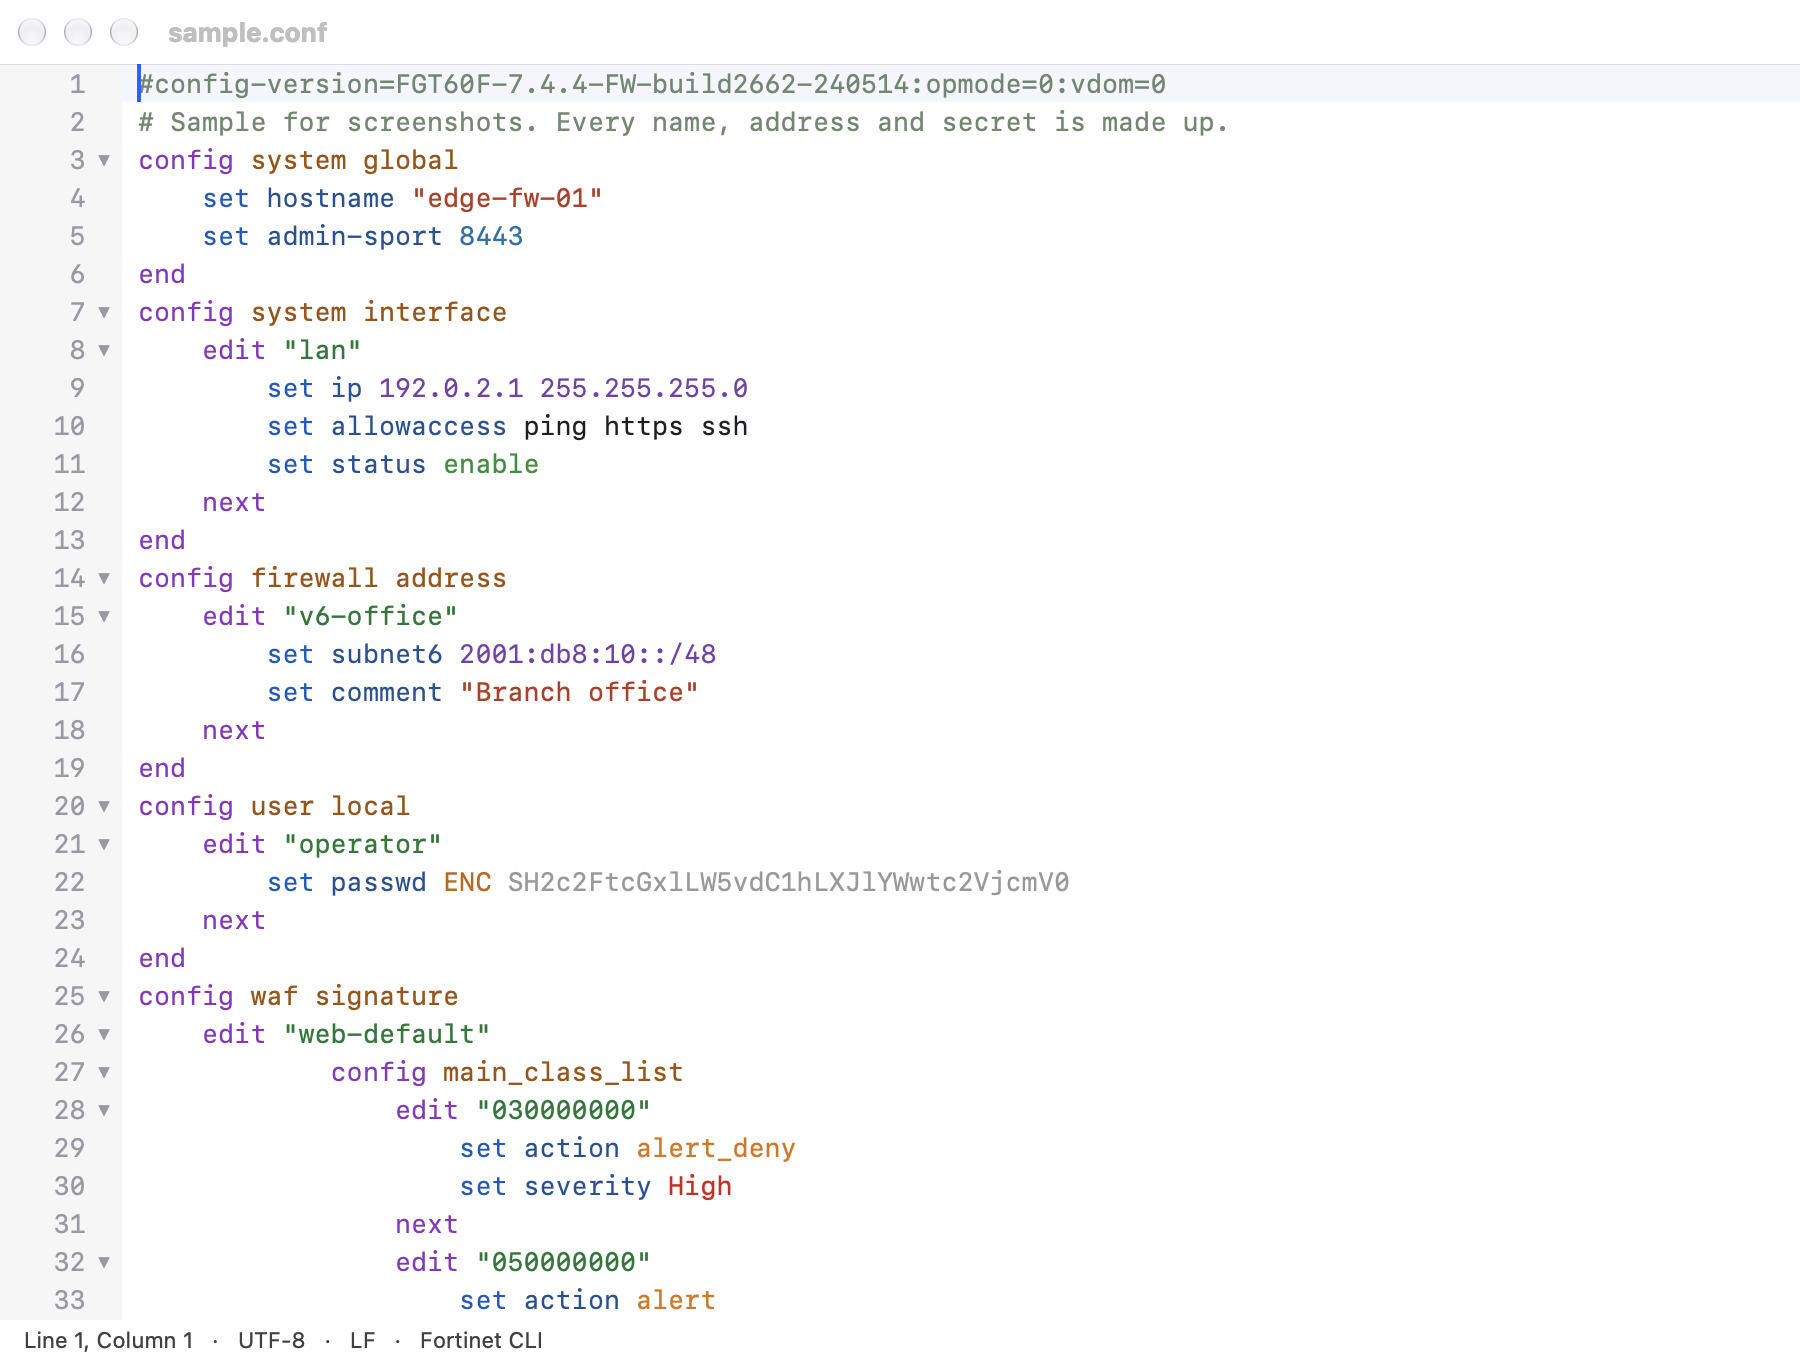 sample.conf
1 #config-version=FGT60F-7.4.4-FW-build2662-240514:opmode=0:vdom=0
2 # Sample for screenshots. Every name, address and secret is made up.
3 ▼ config system global
4 set hostname "edge-fw-01"
5 set admin-sport 8443
6 end
7 ▼ config system interface
8 ▼ edit "lan"
9 set ip 192.0.2.1 255.255.255.0
10 set allowaccess ping https ssh
11 set status enable
12 next
13 end
14 ▼ config firewall address
15 ▼ edit "v6-office"
16 set subnet6 2001:db8:10::/48
17 set comment "Branch office"
18 next
19 end
20 ▼ config user local
21 ▼ edit "operator"
22 set passwd ENC SH2c2FtcGxlLW5vdC1hLXJlYWwtc2VjcmV0
23 next
24 end
25 ▼ config waf signature
26 ▼ edit "web-default"
27 ▼ config main_class_list
28 ▼ edit "030000000"
29 set action alert_deny
30 set severity High
31 next
32 ▼ edit "050000000"
33 set action alert
Line 1, Column 1 · UTF-8 · LF · Fortinet CLI